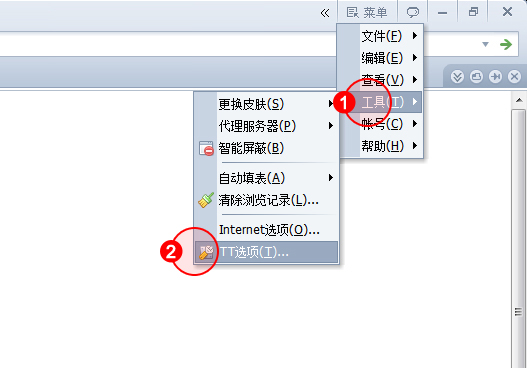 菜单
文件(F)
编辑(E)
查看(V)
1
工具(T)
帐号(C)
帮助(H)
更换皮肤(S)
代理服务器(P)
智能屏蔽(B)
自动填表(A)
清除浏览记录(L)...
Internet选项(O)...
2
TT选项(T)...